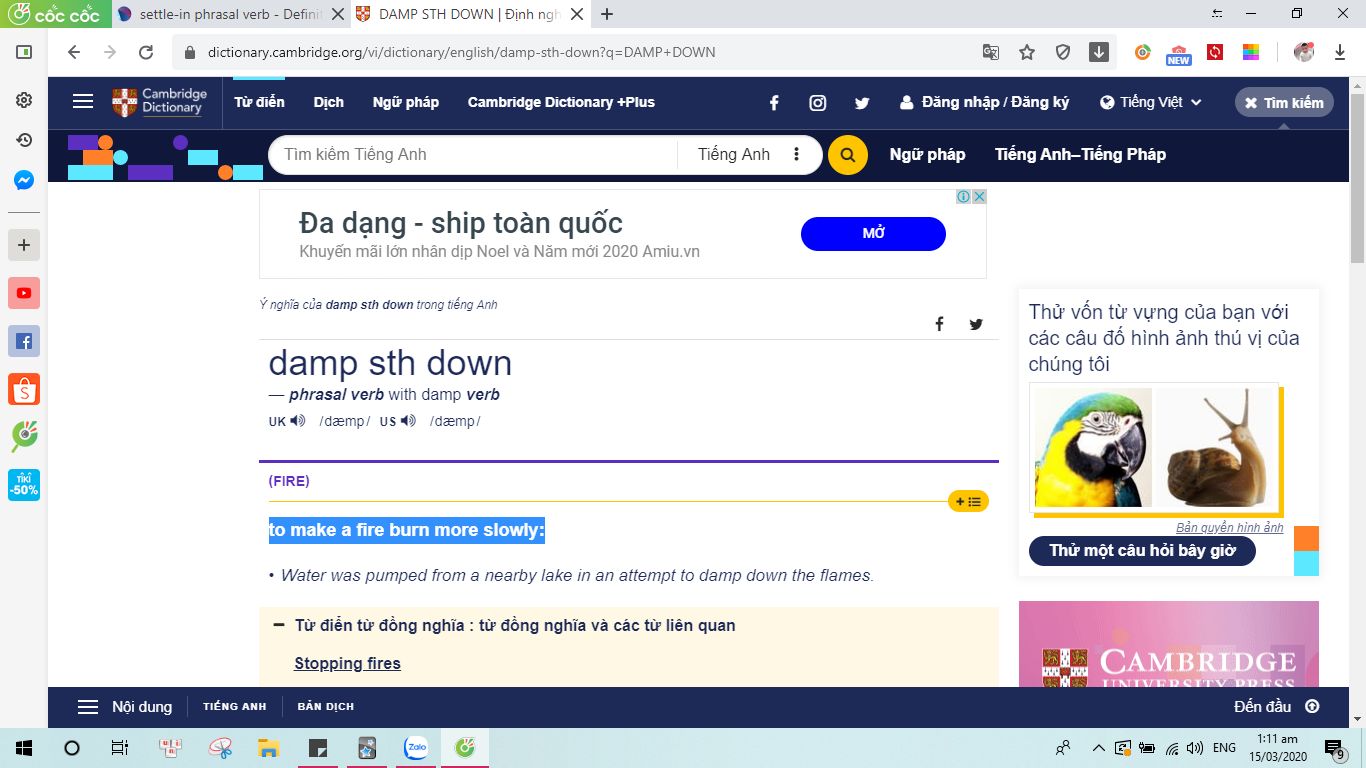 cốc cốc
settle-in phrasal verb - Definit
DAMP STH DOWN | Định ngh
dictionary.cambridge.org/vi/dictionary/english/damp-sth-down?q=DAMP+DOWN
NEW
Cambridge Dictionary
Từ điển
Dịch
Ngữ pháp
Cambridge Dictionary +Plus
Đăng nhập / Đăng ký
Tiếng Việt
Tìm kiếm
Tìm kiếm Tiếng Anh
Tiếng Anh
Ngữ pháp
Tiếng Anh–Tiếng Pháp
Đa dạng - ship toàn quốc
Khuyến mãi lớn nhân dịp Noel và Năm mới 2020 Amiu.vn
MỞ
Ý nghĩa của damp sth down trong tiếng Anh
damp sth down
— phrasal verb with damp verb
UK /dæmp/ US /dæmp/
(FIRE)
to make a fire burn more slowly:
• Water was pumped from a nearby lake in an attempt to damp down the flames.
Từ điển từ đồng nghĩa : từ đồng nghĩa và các từ liên quan
Stopping fires
Thử vốn từ vựng của bạn với
các câu đố hình ảnh thú vị của
chúng tôi
Bản quyền hình ảnh
Thử một câu hỏi bây giờ
CAMBRIDGE
UNIVERSITY PRESS
TIKI
-50%
Nội dung
TIẾNG ANH
BẢN DỊCH
Đến đầu
Zalo
ENG
1:11 am
15/03/2020
9